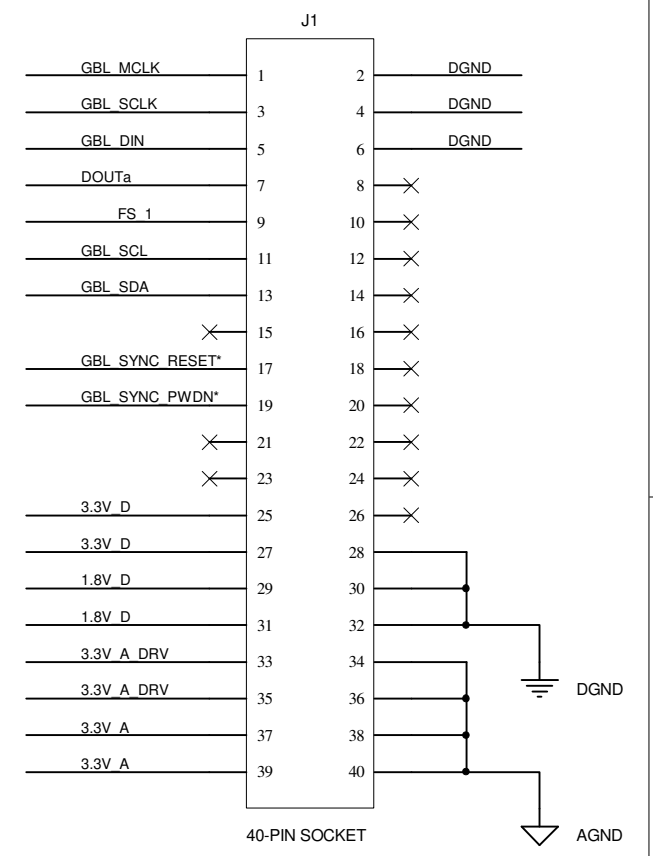 J1
GBL_MCLK 1 2 DGND
GBL_SCLK 3 4 DGND
GBL_DIN 5 6 DGND
DOUTa 7 8
FS_1 9 10
GBL_SCL 11 12
GBL_SDA 13 14
15 16
GBL_SYNC_RESET* 17 18
GBL_SYNC_PWDN* 19 20
21 22
23 24
3.3V_D 25 26
3.3V_D 27 28
1.8V_D 29 30
1.8V_D 31 32
3.3V_A_DRV 33 34
3.3V_A_DRV 35 36
DGND
3.3V_A 37 38
3.3V_A 39 40
40-PIN SOCKET AGND